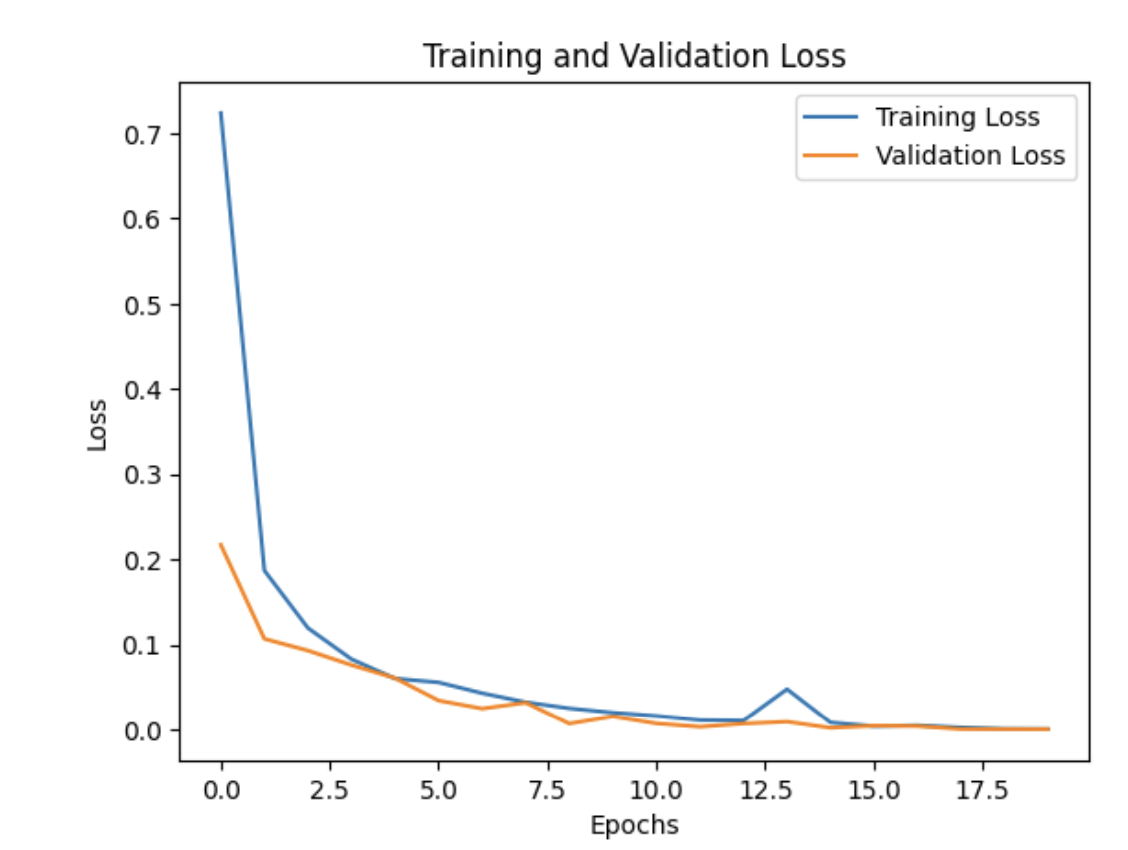 Training and Validation Loss
Training Loss
Validation Loss
0.7
0.6
0.5
0.4
0.3
0.2
0.1
0.0
Loss
0.0 2.5 5.0 7.5 10.0 12.5 15.0 17.5
Epochs